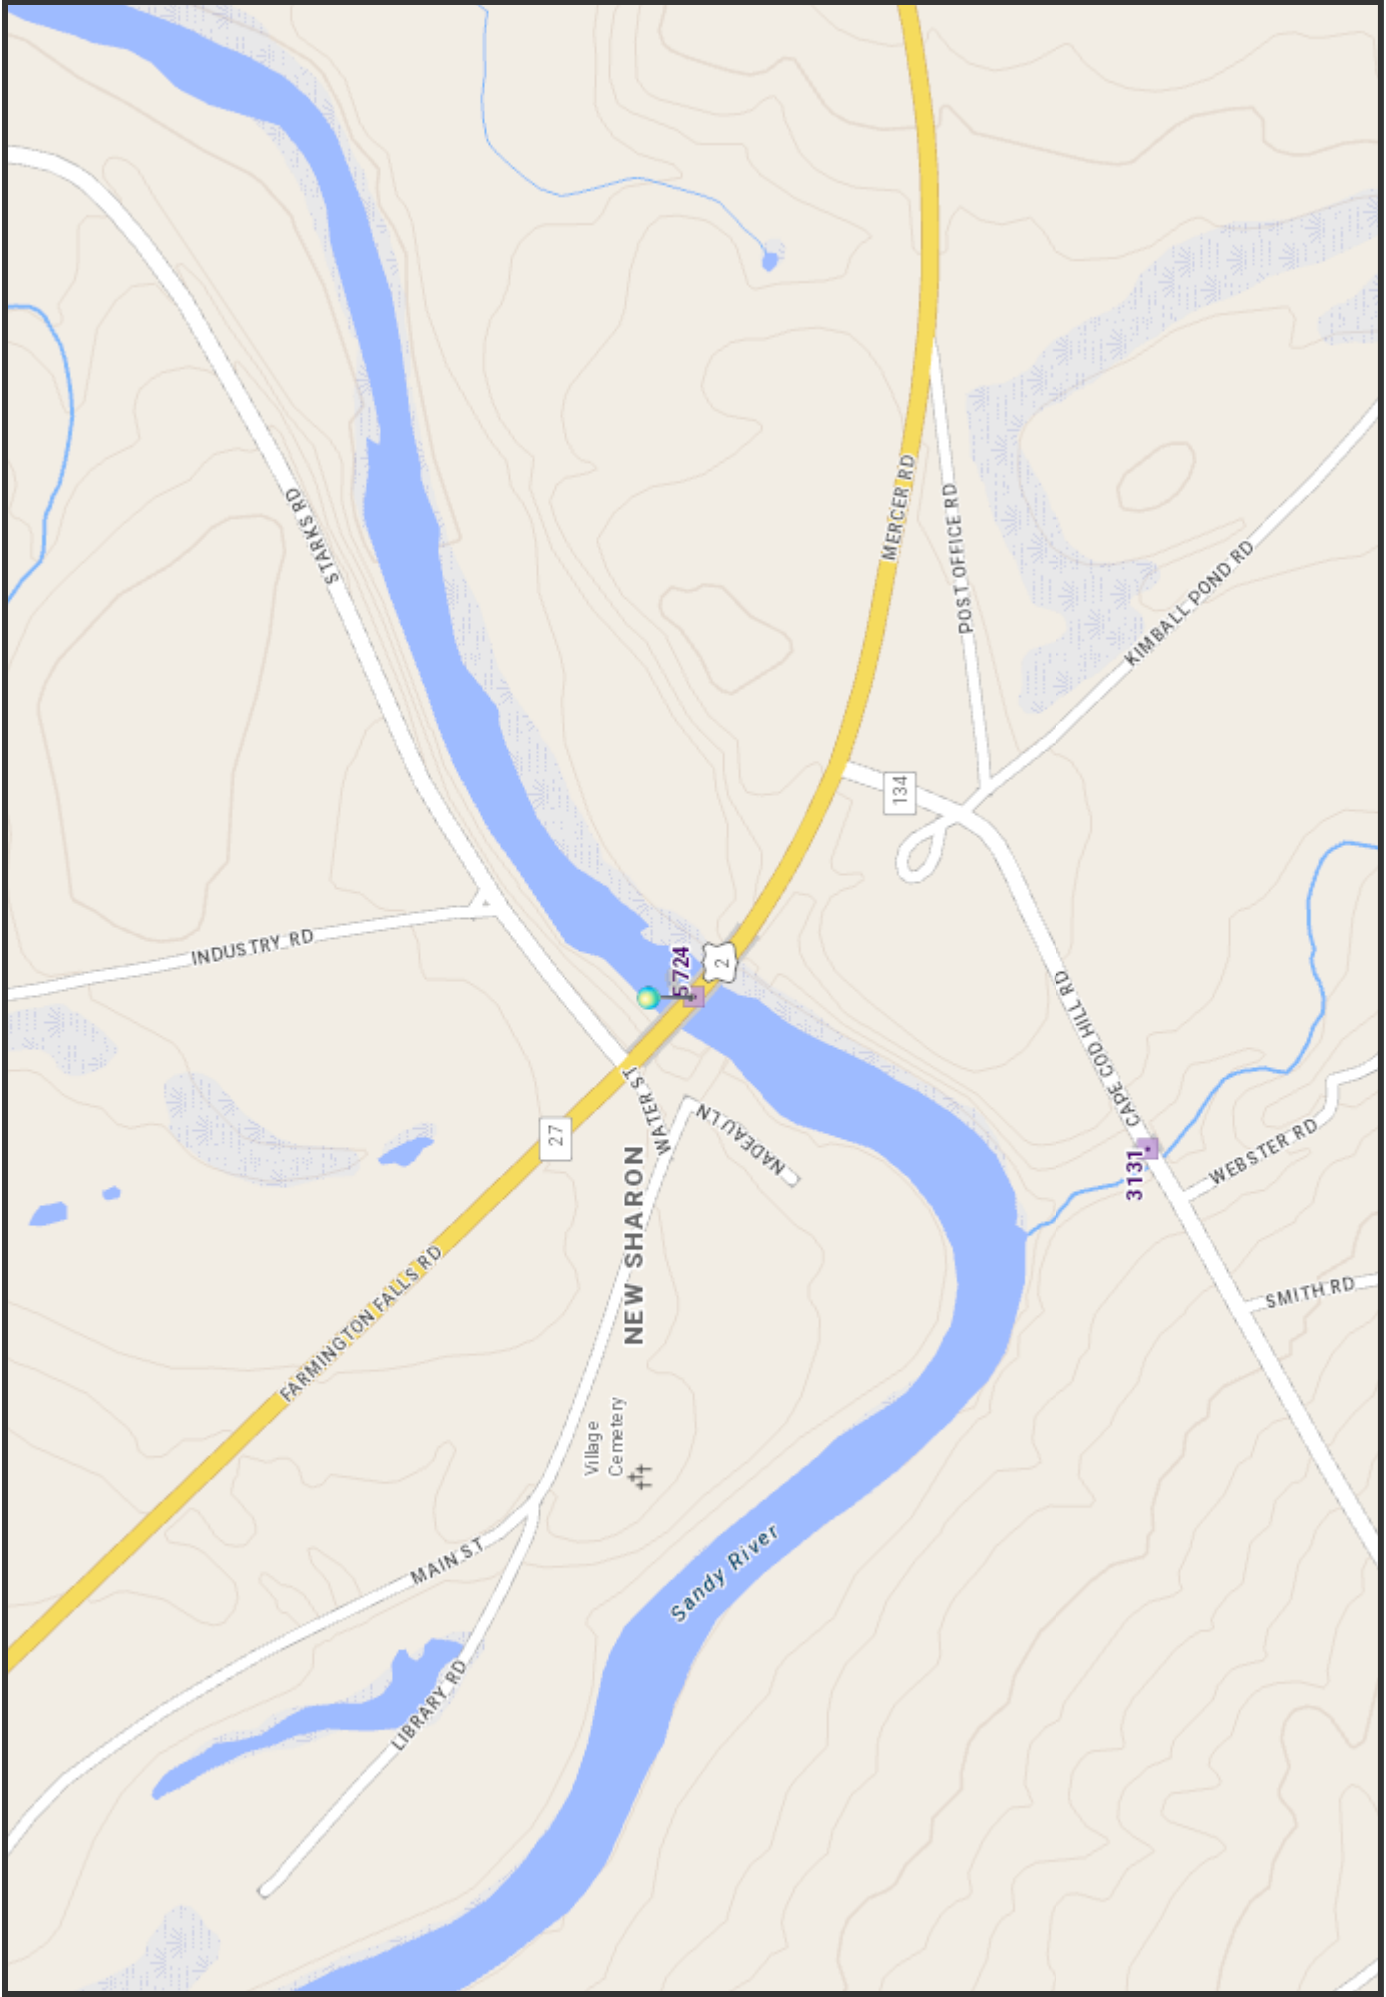 STARKS RD
MERCER RD
POST OFFICE RD
KIMBALL POND RD
134
INDUSTRY RD
5724
2
CAPE COD HILL RD
WATER ST
NADEAU LN
27
NEW SHARON
3131
WEBSTER RD
SMITH RD
FARMINGTON FALLS RD
Village
Cemetery
MAIN ST
Sandy River
LIBRARY RD